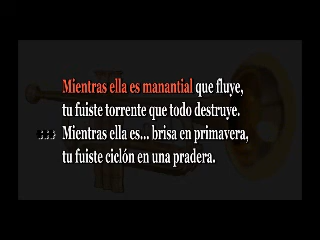 Mientras ella es manantial que fluye,
tu fuiste torrente que todo destruye.
Mientras ella es... brisa en primavera,
tu fuiste ciclón en una pradera.